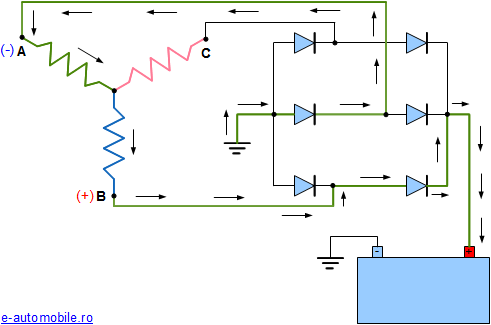 C
(-) A
(+) B
- +
e-automobile.ro